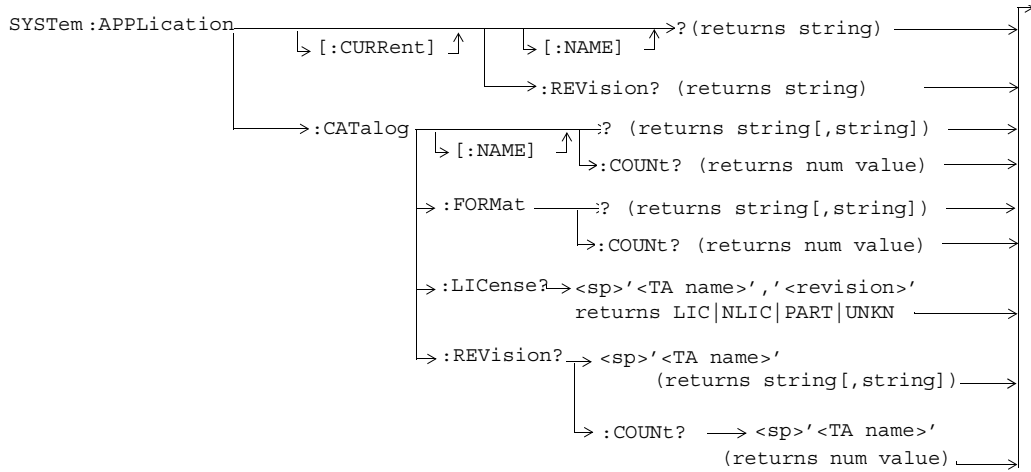 SYSTem:APPLication
[:CURRent]
[:NAME]
?(returns string)
:REVision? (returns string)
:CATalog
[:NAME]
? (returns string[,string])
:COUNt? (returns num value)
:FORMat
? (returns string[,string])
:COUNt? (returns num value)
:LICense? <sp>'<TA name>','<revision>'
returns LIC|NLIC|PART|UNKN
:REVision? <sp>'<TA name>'
(returns string[,string])
:COUNt? <sp>'<TA name>'
(returns num value)